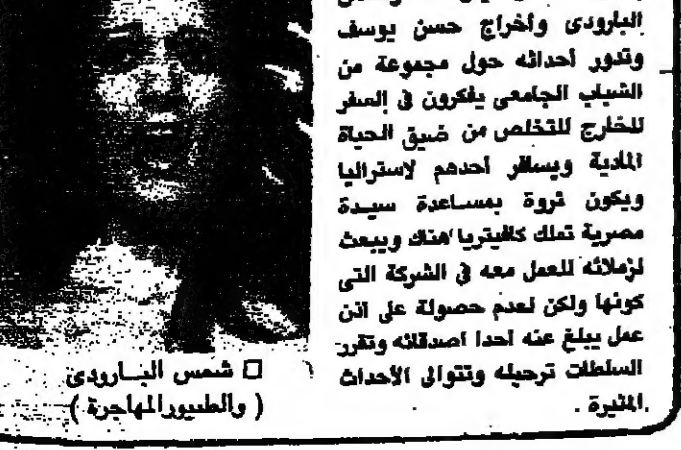 البارودى وأخراج حسن يوسف
وتدور أحداثه حول مجموعة من
الشباب الجامعى يفكرون فى السفر
للخارج للتخلص من ضيق الحياة
المادية ويسافر أحدهم لاستراليا
ويكون ثروة بمساعدة سيدة
مصرية تملك كافيتريا هناك ويبعث
لزملائه للعمل معه فى الشركة التى
كونها ولكن لعدم حصولة على اذن
عمل يبلغ عنه احدا اصدقائه وتقرر
السلطات ترحيله وتتوالى الأحداث
المثيرة .
شمس البارودى
( والطيور المهاجرة )